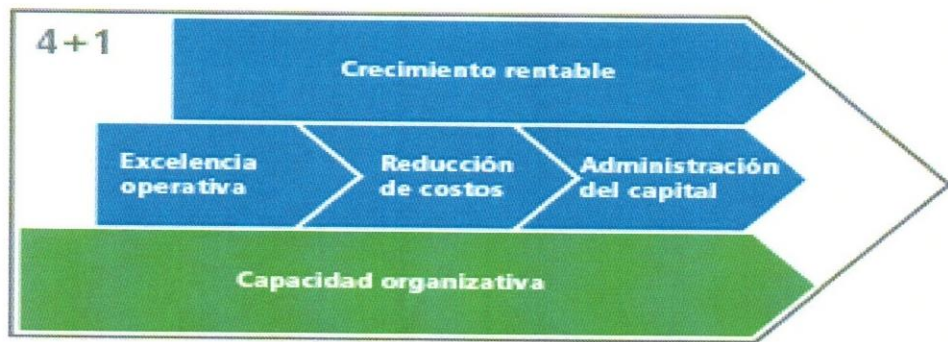 4+1
Crecimiento rentable
Excelencia
operativa
Reducción
de costos
Administración
del capital
Capacidad organizativa